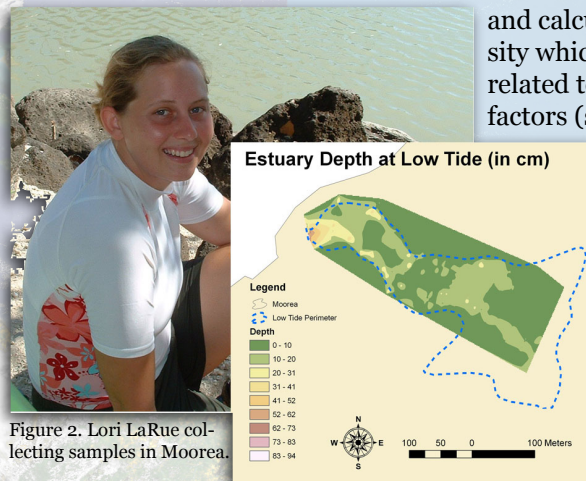 and calcu
sity whic
related t
factors (s
Estuary Depth at Low Tide (in cm)
Legend
Moorea
Low Tide Perimeter
Depth
0 - 10
10 - 20
20 - 31
31 - 41
41 - 52
52 - 62
62 - 73
73 - 83
83 - 94
N
W E
S
100 50 0 100 Meters
Figure 2. Lori LaRue col-
lecting samples in Moorea.